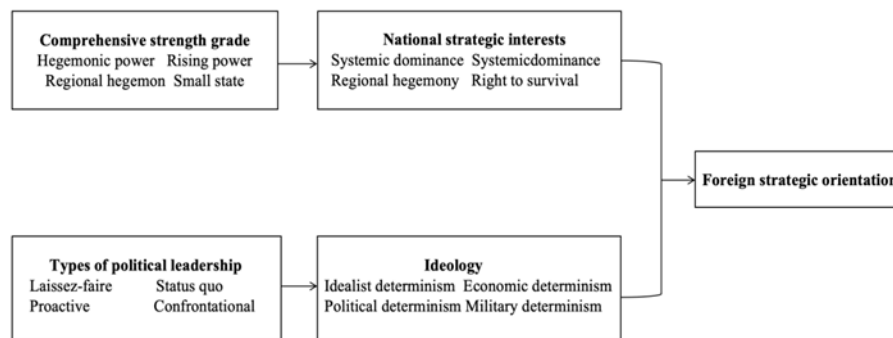 Comprehensive strength grade
Hegemonic power Rising power
Regional hegemon Small state
National strategic interests
Systemic dominance Systemicdominance
Regional hegemony Right to survival
Foreign strategic orientation
Types of political leadership
Laissez-faire Status quo
Proactive Confrontational
Ideology
Idealist determinism Economic determinism
Political determinism Military determinism